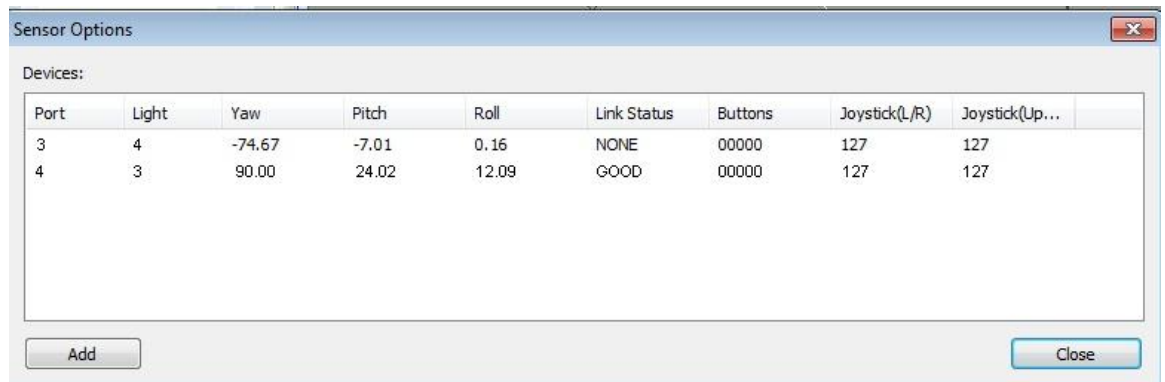 Sensor Options
Devices:
Port Light Yaw Pitch Roll Link Status Buttons Joystick(L/R) Joystick(Up...
3 4 -74.67 -7.01 0.16 NONE 00000 127 127
4 3 90.00 24.02 12.09 GOOD 00000 127 127
Add Close